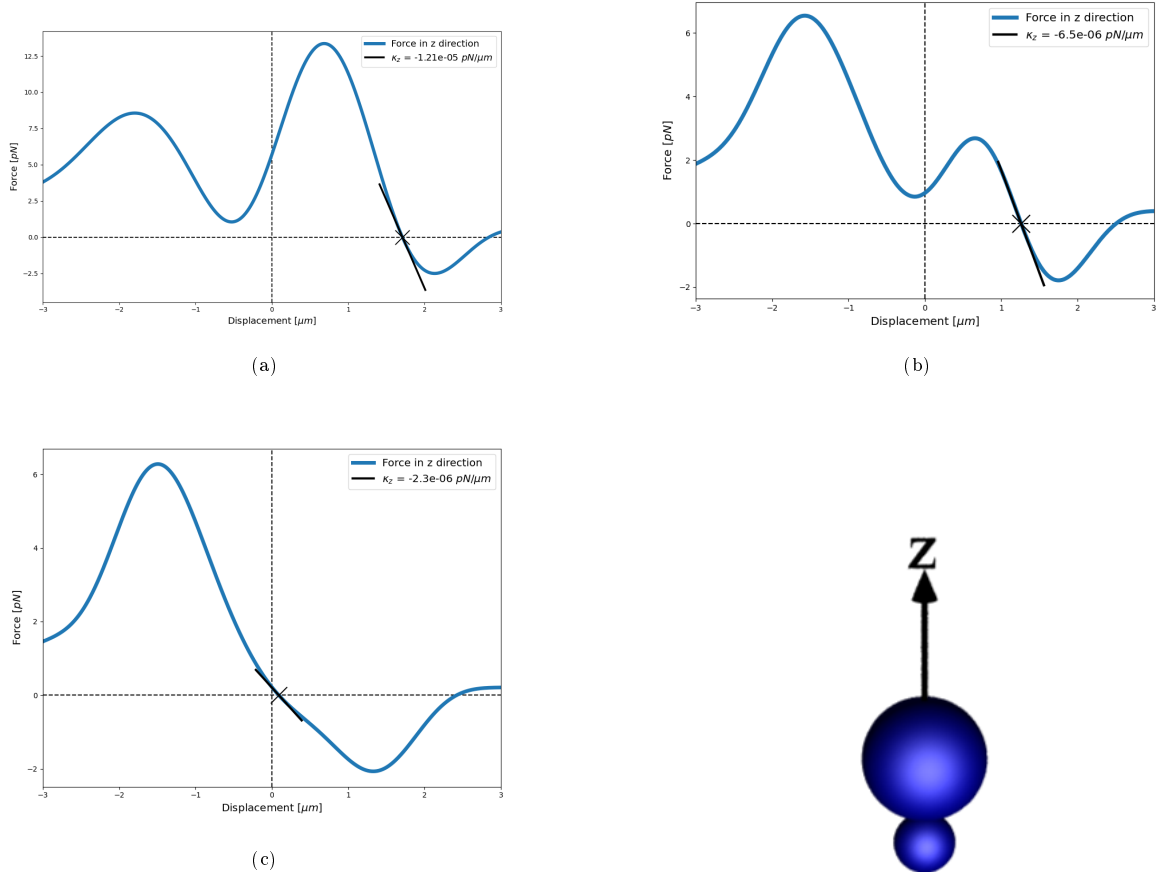 Force in z direction
κz = -1.21e-05 pN/μm
12.5
10.0
7.5
5.0
2.5
0.0
−2.5
Force [pN]
−3 −2 −1 0 1 2 3
Displacement [μm]
(a)
Force in z direction
κz = -6.5e-06 pN/μm
6
4
2
0
−2
Force [pN]
−3 −2 −1 0 1 2 3
Displacement [μm]
(b)
Force in z direction
κz = -2.3e-06 pN/μm
6
4
2
0
−2
Force [pN]
−3 −2 −1 0 1 2 3
Displacement [μm]
(c)
Z